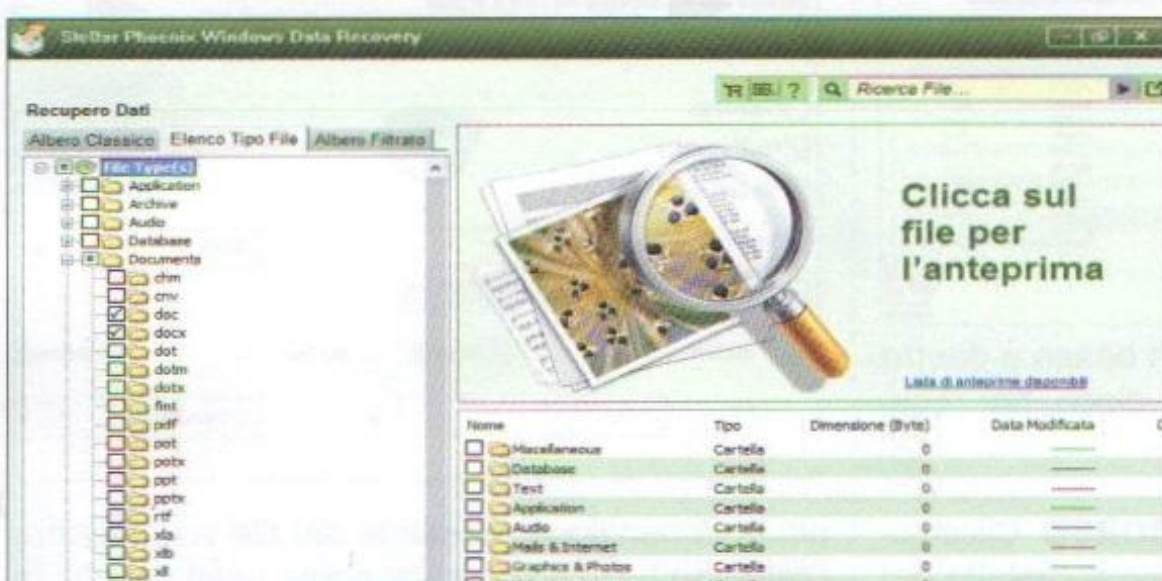 Stellar Phoenix Windows Data Recovery
? Ricerca File...
Recupero Dati
Albero Classico Elenco Tipo File Albero Filtrato
File Type(s)
Application
Archive
Audio
Database
Documents
chm
cnv
doc
docx
dot
dotm
dotx
pdf
pot
potx
ppt
pptx
rtf
xla
xlb
xll
Clicca sul
file per
l'anteprima
Lista di anteprime disponibili
Nome Tipo Dimensione (Byte) Data Modificata
Miscellaneous Cartella 0
Database Cartella 0
Text Cartella 0
Application Cartella 0
Audio Cartella 0
Mails & Internet Cartella 0
Graphics & Photos Cartella 0